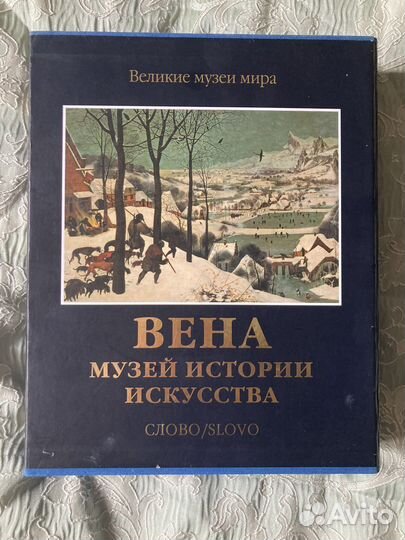 Великие музеи мира
ВЕНА
МУЗЕЙ ИСТОРИИ
ИСКУССТВА
СЛОВО/SLOVO
Avito